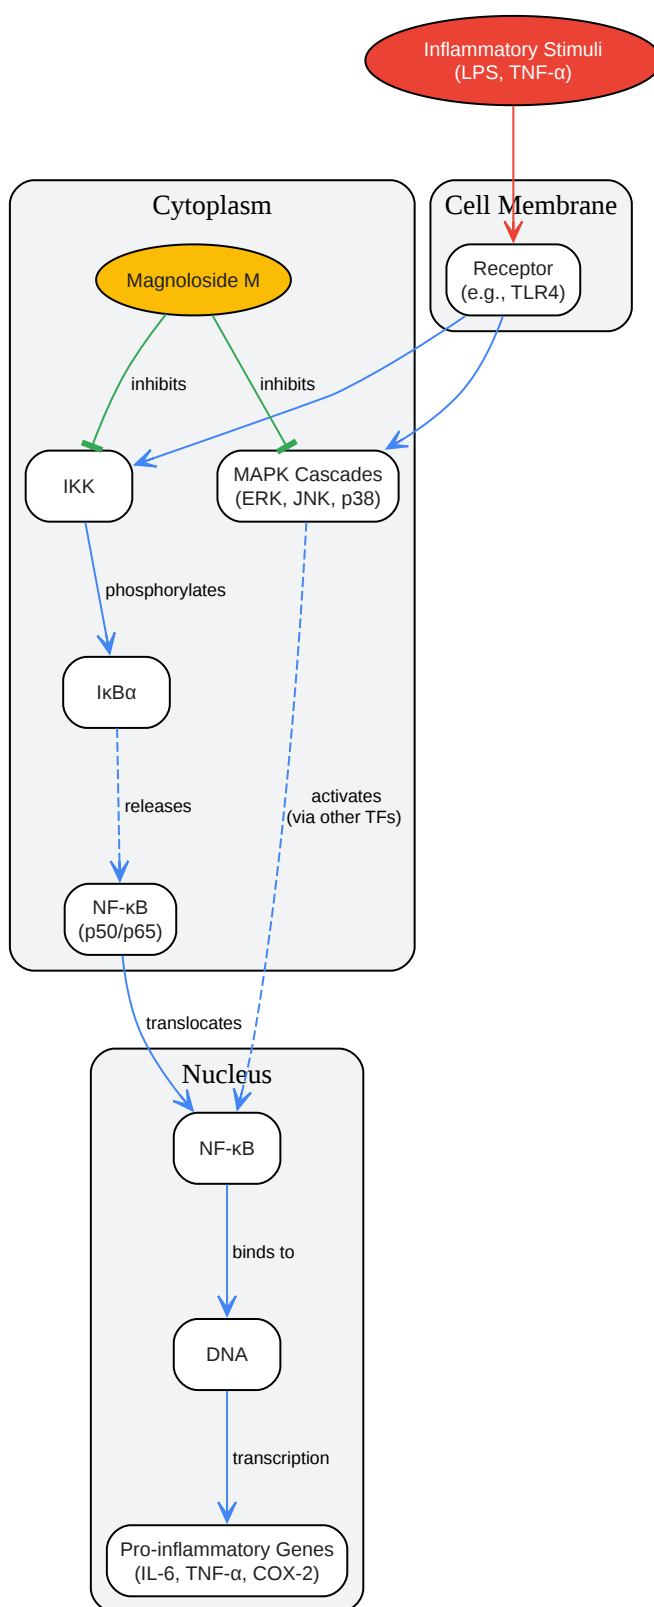 Inflammatory Stimuli
(LPS, TNF-α)
Cytoplasm
Cell Membrane
Magnoloside M
Receptor
(e.g., TLR4)
inhibits
inhibits
IKK
MAPK Cascades
(ERK, JNK, p38)
phosphorylates
IκBα
releases
activates
(via other TFs)
NF-κB
(p50/p65)
translocates
Nucleus
NF-κB
binds to
DNA
transcription
Pro-inflammatory Genes
(IL-6, TNF-α, COX-2)